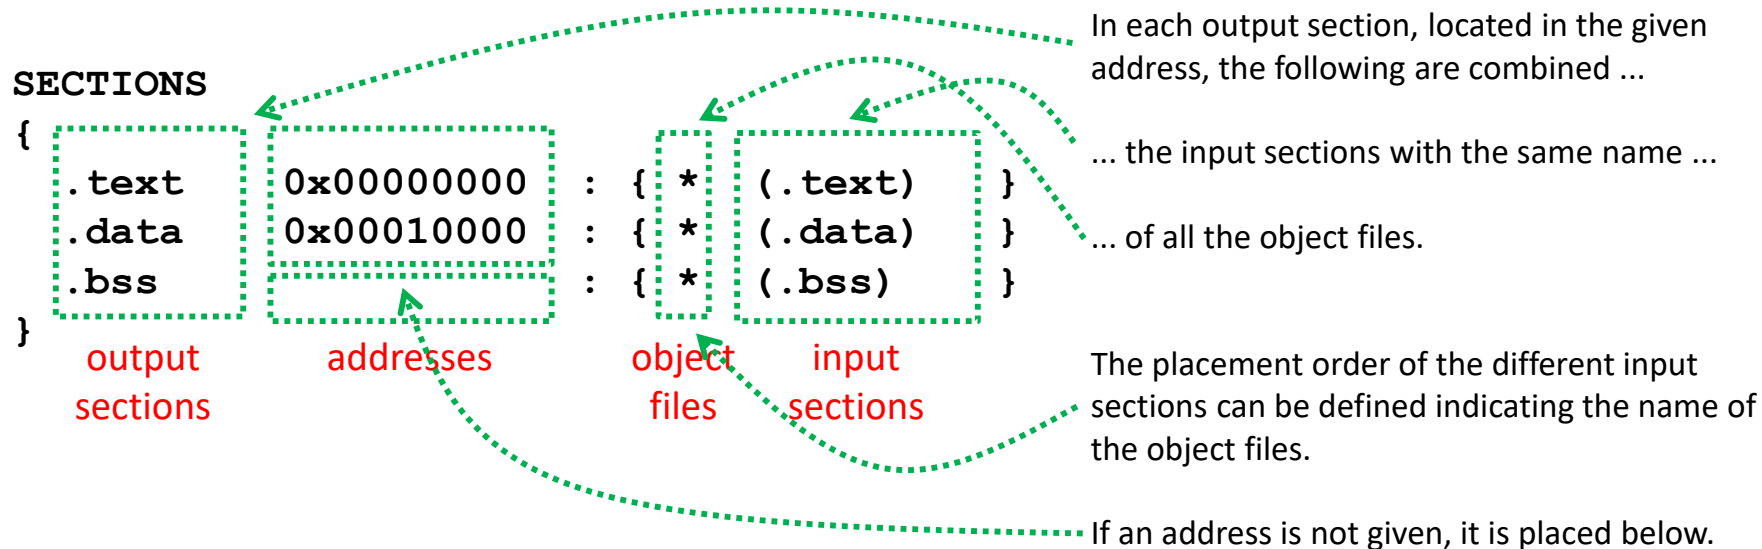 SECTIONS
{
.text 0x00000000 : { * (.text) }
.data 0x00010000 : { * (.data) }
.bss : { * (.bss) }
}
output
sections
addresses
object
files
input
sections
In each output section, located in the given
address, the following are combined ...
... the input sections with the same name ...
... of all the object files.
The placement order of the different input
sections can be defined indicating the name of
the object files.
If an address is not given, it is placed below.